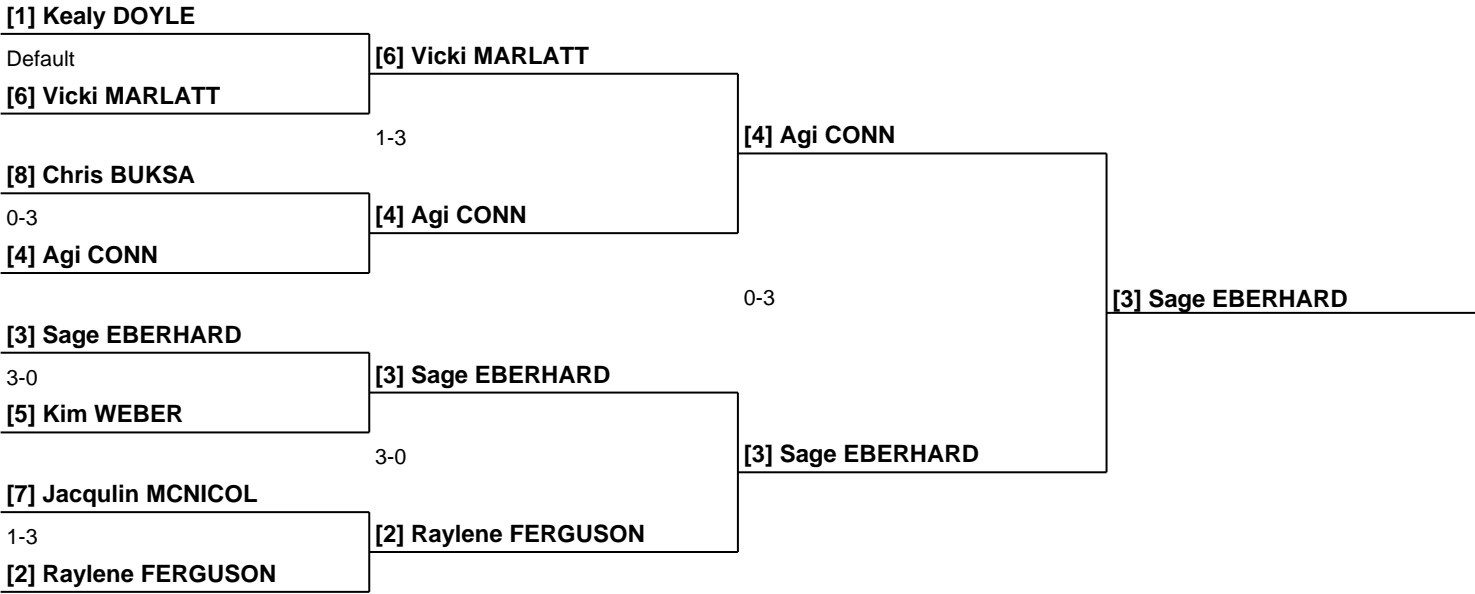 [1] Kealy DOYLE
Default
[6] Vicki MARLATT
[6] Vicki MARLATT
1-3
[4] Agi CONN
[8] Chris BUKSA
0-3
[4] Agi CONN
[4] Agi CONN
0-3
[3] Sage EBERHARD
[3] Sage EBERHARD
3-0
[3] Sage EBERHARD
[5] Kim WEBER
3-0
[3] Sage EBERHARD
[7] Jacqulin MCNICOL
1-3
[2] Raylene FERGUSON
[2] Raylene FERGUSON